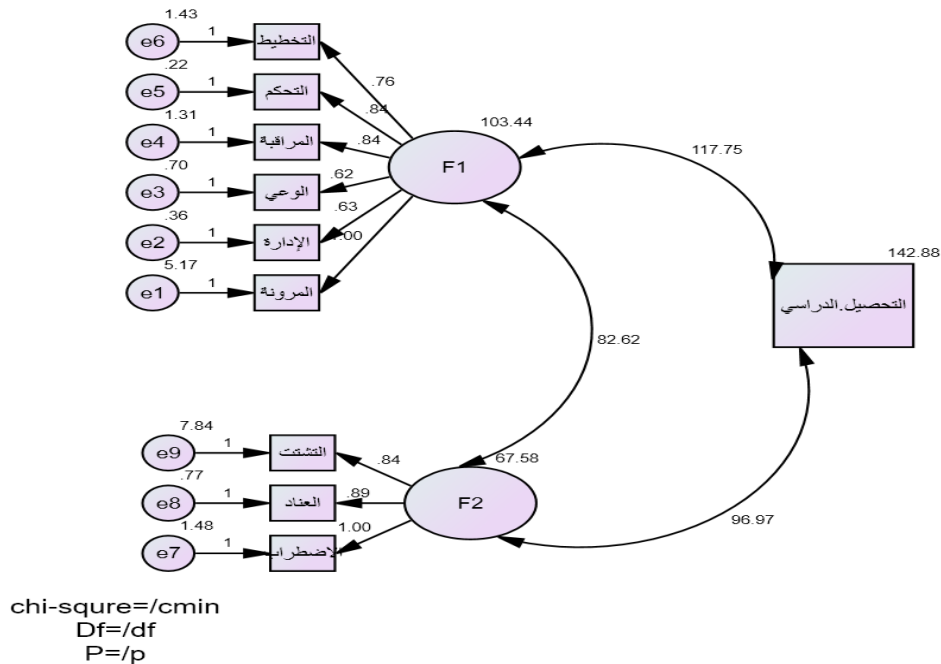 1.43
e6
1
التخطيط
.76
.22
e5
1
التحكم
.84
1.31
e4
1
المراقبة
.84
.70
e3
1
الوعي
.62
.36
e2
1
الإدارة
.63
5.17
e1
1
المرونة
1.00
103.44
F1
117.75
142.88
التحصيل.الدراسي
82.62
7.84
e9
1
التشتت
.84
.77
e8
1
العناد
.89
1.48
e7
1
الاضطراب
1.00
67.58
F2
96.97
chi-squre=/cmin
Df=/df
P=/p